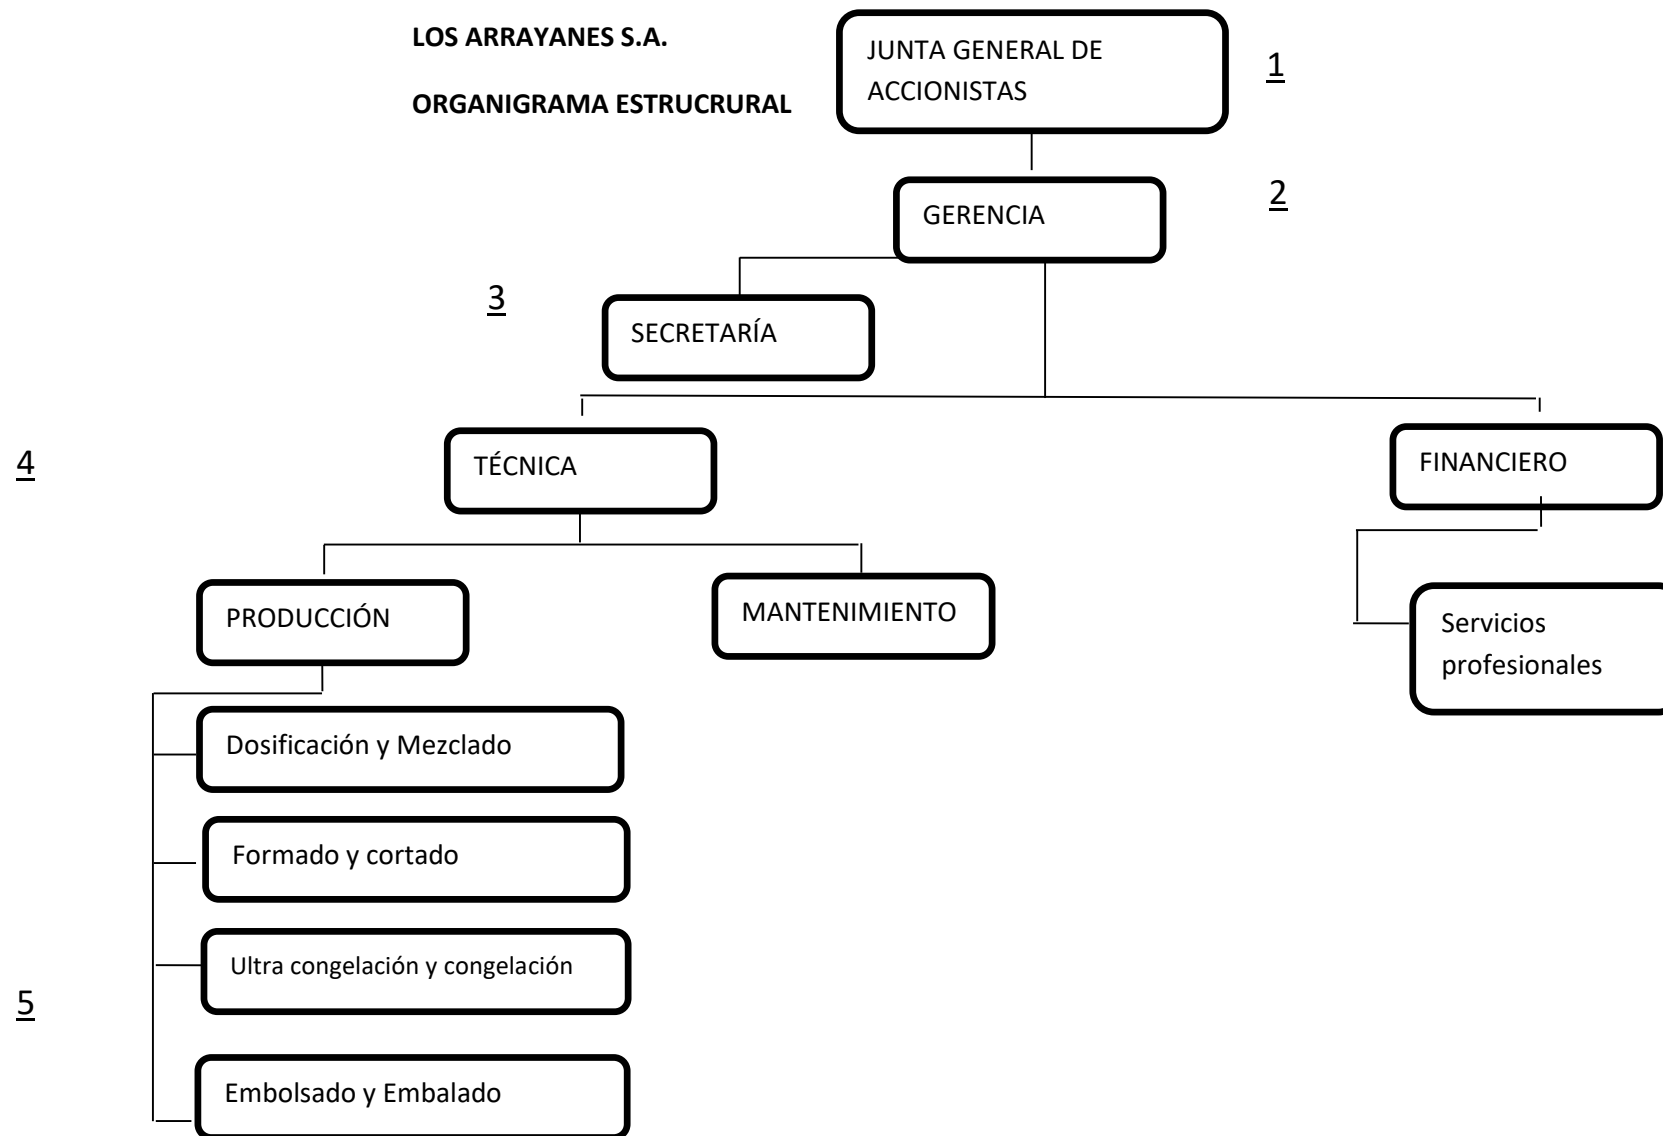 LOS ARRAYANES S.A.
ORGANIGRAMA ESTRUCRURAL
JUNTA GENERAL DE
ACCIONISTAS
1
GERENCIA
2
3
SECRETARÍA
4
TÉCNICA
FINANCIERO
PRODUCCIÓN
MANTENIMIENTO
Servicios
profesionales
Dosificación y Mezclado
Formado y cortado
Ultra congelación y congelación
5
Embolsado y Embalado